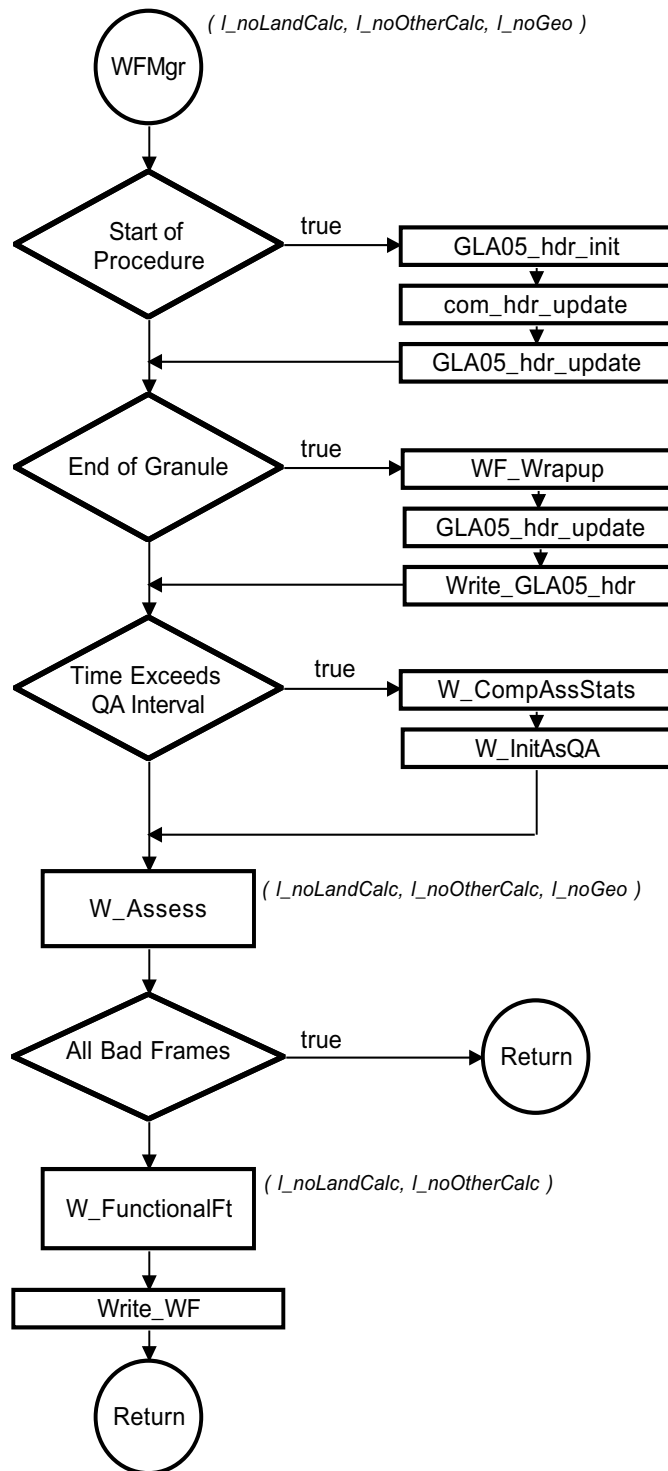 ( l_noLandCalc, l_noOtherCalc, l_noGeo )
WFMgr
Start of
Procedure
true
GLA05_hdr_init
com_hdr_update
GLA05_hdr_update
End of Granule
true
WF_Wrapup
GLA05_hdr_update
Write_GLA05_hdr
Time Exceeds
QA Interval
true
W_CompAssStats
W_InitAsQA
W_Assess
( l_noLandCalc, l_noOtherCalc, l_noGeo )
All Bad Frames
true
Return
W_FunctionalFt
( l_noLandCalc, l_noOtherCalc )
Write_WF
Return